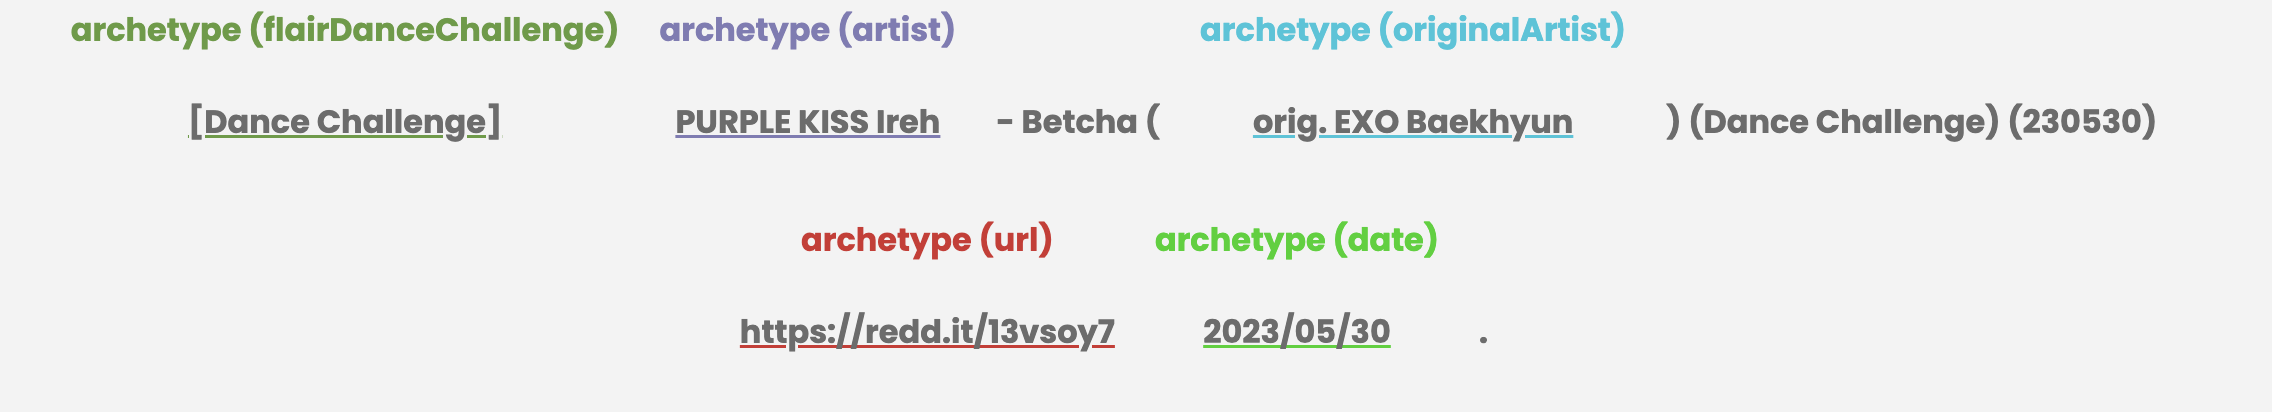 archetype (flairDanceChallenge) archetype (artist) archetype (originalArtist)
[Dance Challenge] PURPLE KISS Ireh - Betcha ( orig. EXO Baekhyun ) (Dance Challenge) (230530)
archetype (url) archetype (date)
https://redd.it/13vsoy7 2023/05/30 .